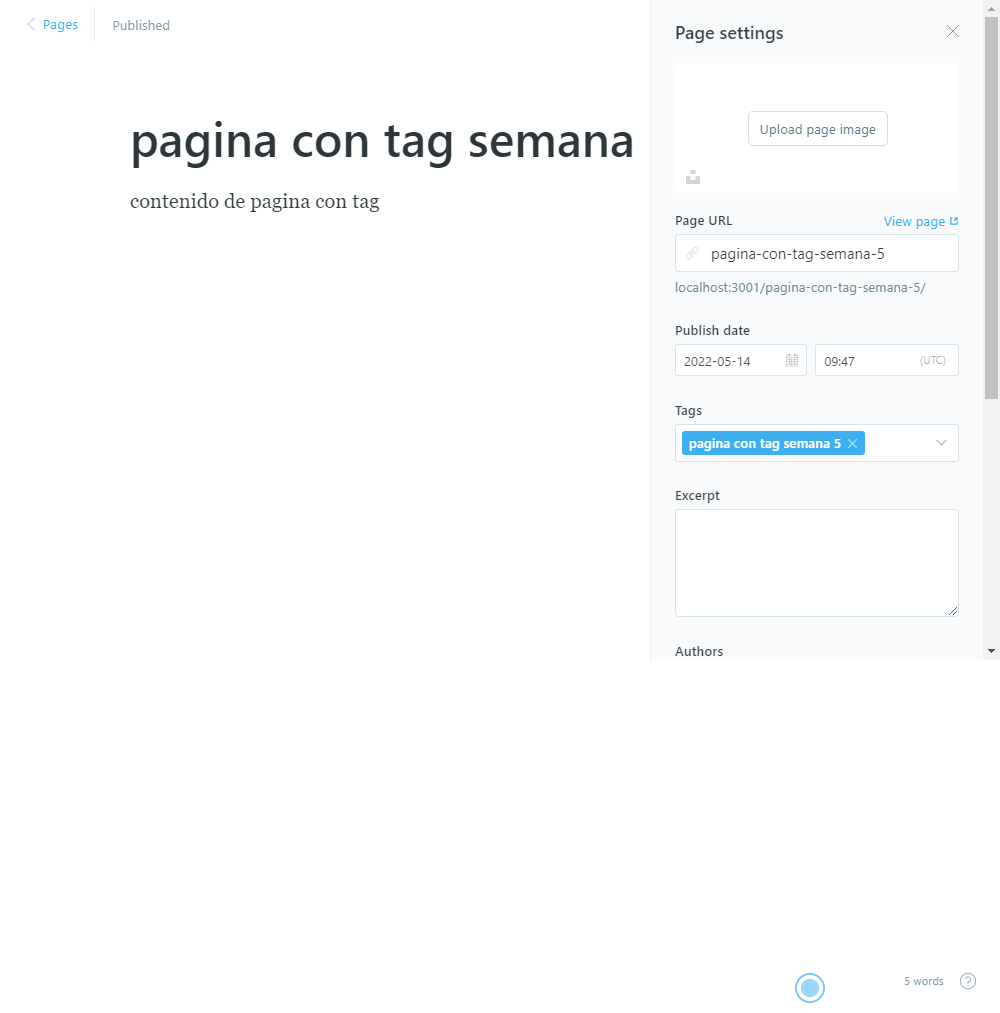 Pages
Published
pagina con tag semana
contenido de pagina con tag
Page settings
Upload page image
Page URL
View page
pagina-con-tag-semana-5
localhost:3001/pagina-con-tag-semana-5/
Publish date
2022-05-14
09:47
(UTC)
Tags
pagina con tag semana 5
Excerpt
Authors
5 words
?